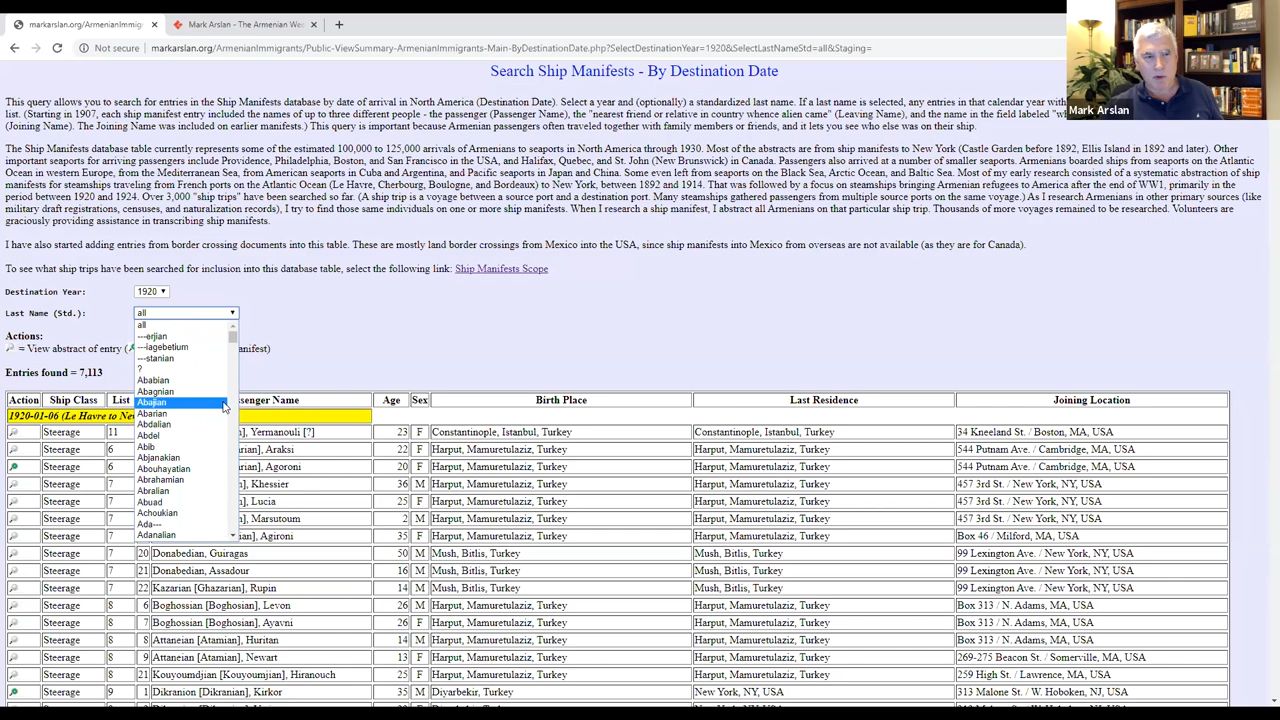 markarslan.org/ArmenianImmig
Mark Arslan - The Armenian Wee
Not secure
markarslan.org/ArmenianImmigrants/Public-ViewSummary-ArmenianImmigrants-Main-ByDestinationDate.php?SelectDestinationYear=1920&SelectLastNameStd=all&Staging=
Mark Arslan
Search Ship Manifests - By Destination Date
This query allows you to search for entries in the Ship Manifests database by date of arrival in North America (Destination Date). Select a year and (optionally) a standardized last name. If a last name is selected, any entries in that calendar year
list. (Starting in 1907, each ship manifest entry included the names of up to three different people - the passenger (Passenger Name), the "nearest friend or relative in country whence alien came" (Leaving Name), and the name in the field labeled
(Joining Name). The Joining Name was included on earlier manifests.) This query is important because Armenian passengers often traveled together with family members or friends, and it lets you see who else was on their ship.
The Ship Manifests database table currently represents some of the estimated 100,000 to 125,000 arrivals of Armenians to seaports in North America through 1930. Most of the abstracts are from ship manifests to New York (Castle Garden before 1892, Ellis Island in 1892 and later). Other
important seaports for arriving passengers include Providence, Philadelphia, Boston, and San Francisco in the USA, and Halifax, Quebec, and St. John (New Brunswick) in Canada. Passengers also arrived at a number of smaller seaports. Armenians boarded ships from seaports on the Atlantic
Ocean in western Europe, from the Mediterranean Sea, from American seaports in Cuba and Argentina, and Pacific seaports in Japan and China. Some even left from seaports on the Black Sea, Arctic Ocean, and Baltic Sea. Most of my early research consisted of a systematic abstraction of ship
manifests for steamships traveling from French ports on the Atlantic Ocean (Le Havre, Cherbourg, Boulogne, and Bordeaux) to New York, between 1892 and 1914. That was followed by a focus on steamships bringing Armenian refugees to America after the end of WW1, primarily in the
period between 1920 and 1924. Over 3,000 "ship trips" have been searched so far. (A ship trip is a voyage between a source port and a destination port. Many steamships gathered passengers from multiple source ports on the same voyage.) As I research Armenians in other primary sources (like
military draft registrations, censuses, and naturalization records), I try to find those same individuals on one or more ship manifests. When I research a ship manifest, I abstract all Armenians on that particular ship trip. Thousands of more voyages remained to be researched. Volunteers are
graciously providing assistance in transcribing ship manifests.
I have also started adding entries from border crossing documents into this table. These are mostly land border crossings from Mexico into the USA, since ship manifests into Mexico from overseas are not available (as they are for Canada).
To see what ship trips have been searched for inclusion into this database table, select the following link: Ship Manifests Scope
Destination Year: 1920
Last Name (Std.): all
all
---erjian
---lagebetium
---stanian
?
Ababian
Abagnian
Abajian
Abarian
Abdalian
Abdel
Abib
Abjanakian
Abouhayatian
Abrahamian
Abralian
Abuad
Achoukian
Ada---
Adanalian
Actions:
= View abstract of entry ( manifest)
Entries found = 7,113
Action Ship Class List Passenger Name Age Sex Birth Place Last Residence Joining Location
1920-01-06 (Le Havre to Ne
Steerage 11 ], Yermanouli [?] 23 F Constantinople, Istanbul, Turkey Constantinople, Istanbul, Turkey 34 Kneeland St. / Boston, MA, USA
Steerage 6 rian], Araksi 22 F Harput, Mamuretulaziz, Turkey Harput, Mamuretulaziz, Turkey 544 Putnam St. / Cambridge, MA, USA
Steerage 6 rian], Agoroni 20 F Harput, Mamuretulaziz, Turkey Harput, Mamuretulaziz, Turkey 544 Putnam St. / Cambridge, MA, USA
Steerage 7 ], Khessier 36 M Harput, Mamuretulaziz, Turkey Harput, Mamuretulaziz, Turkey 457 3rd St. / New York, NY, USA
Steerage 7 ], Lucia 25 F Harput, Mamuretulaziz, Turkey Harput, Mamuretulaziz, Turkey 457 3rd St. / New York, NY, USA
Steerage 7 ], Marsutoum 2 M Harput, Mamuretulaziz, Turkey Harput, Mamuretulaziz, Turkey 457 3rd St. / New York, NY, USA
Steerage 7 ], Agironi 35 F Harput, Mamuretulaziz, Turkey Harput, Mamuretulaziz, Turkey Box 46 / Milford, MA, USA
Steerage 7 20 Donabedian, Guiragas 50 M Mush, Bitlis, Turkey Mush, Bitlis, Turkey 99 Lexington Ave. / New York, NY, USA
Steerage 7 21 Donabedian, Assadour 16 M Mush, Bitlis, Turkey Mush, Bitlis, Turkey 99 Lexington Ave. / New York, NY, USA
Steerage 7 22 Kazarian [Ghazarian], Rupin 14 M Mush, Bitlis, Turkey Mush, Bitlis, Turkey 99 Lexington Ave. / New York, NY, USA
Steerage 8 6 Boghossian [Boghosian], Levon 26 M Harput, Mamuretulaziz, Turkey Harput, Mamuretulaziz, Turkey Box 313 / N. Adams, MA, USA
Steerage 8 7 Boghossian [Boghosian], Ayavni 26 F Harput, Mamuretulaziz, Turkey Harput, Mamuretulaziz, Turkey Box 313 / N. Adams, MA, USA
Steerage 8 8 Attaneian [Atamian], Huritan 14 M Harput, Mamuretulaziz, Turkey Harput, Mamuretulaziz, Turkey Box 313 / N. Adams, MA, USA
Steerage 8 9 Attaneian [Atamian], Newart 13 F Harput, Mamuretulaziz, Turkey Harput, Mamuretulaziz, Turkey 269-275 Beacon St. / Somerville, MA, USA
Steerage 8 21 Kouyoumdjian [Kouyoumjian], Hiranouch 25 F Harput, Mamuretulaziz, Turkey Harput, Mamuretulaziz, Turkey 259 High St. / Lawrence, MA, USA
Steerage 9 1 Dikranion [Dikranian], Kirkor 35 M Diyarbekir, Turkey New York, NY, USA 313 Malone St. / W. Hoboken, NJ, USA